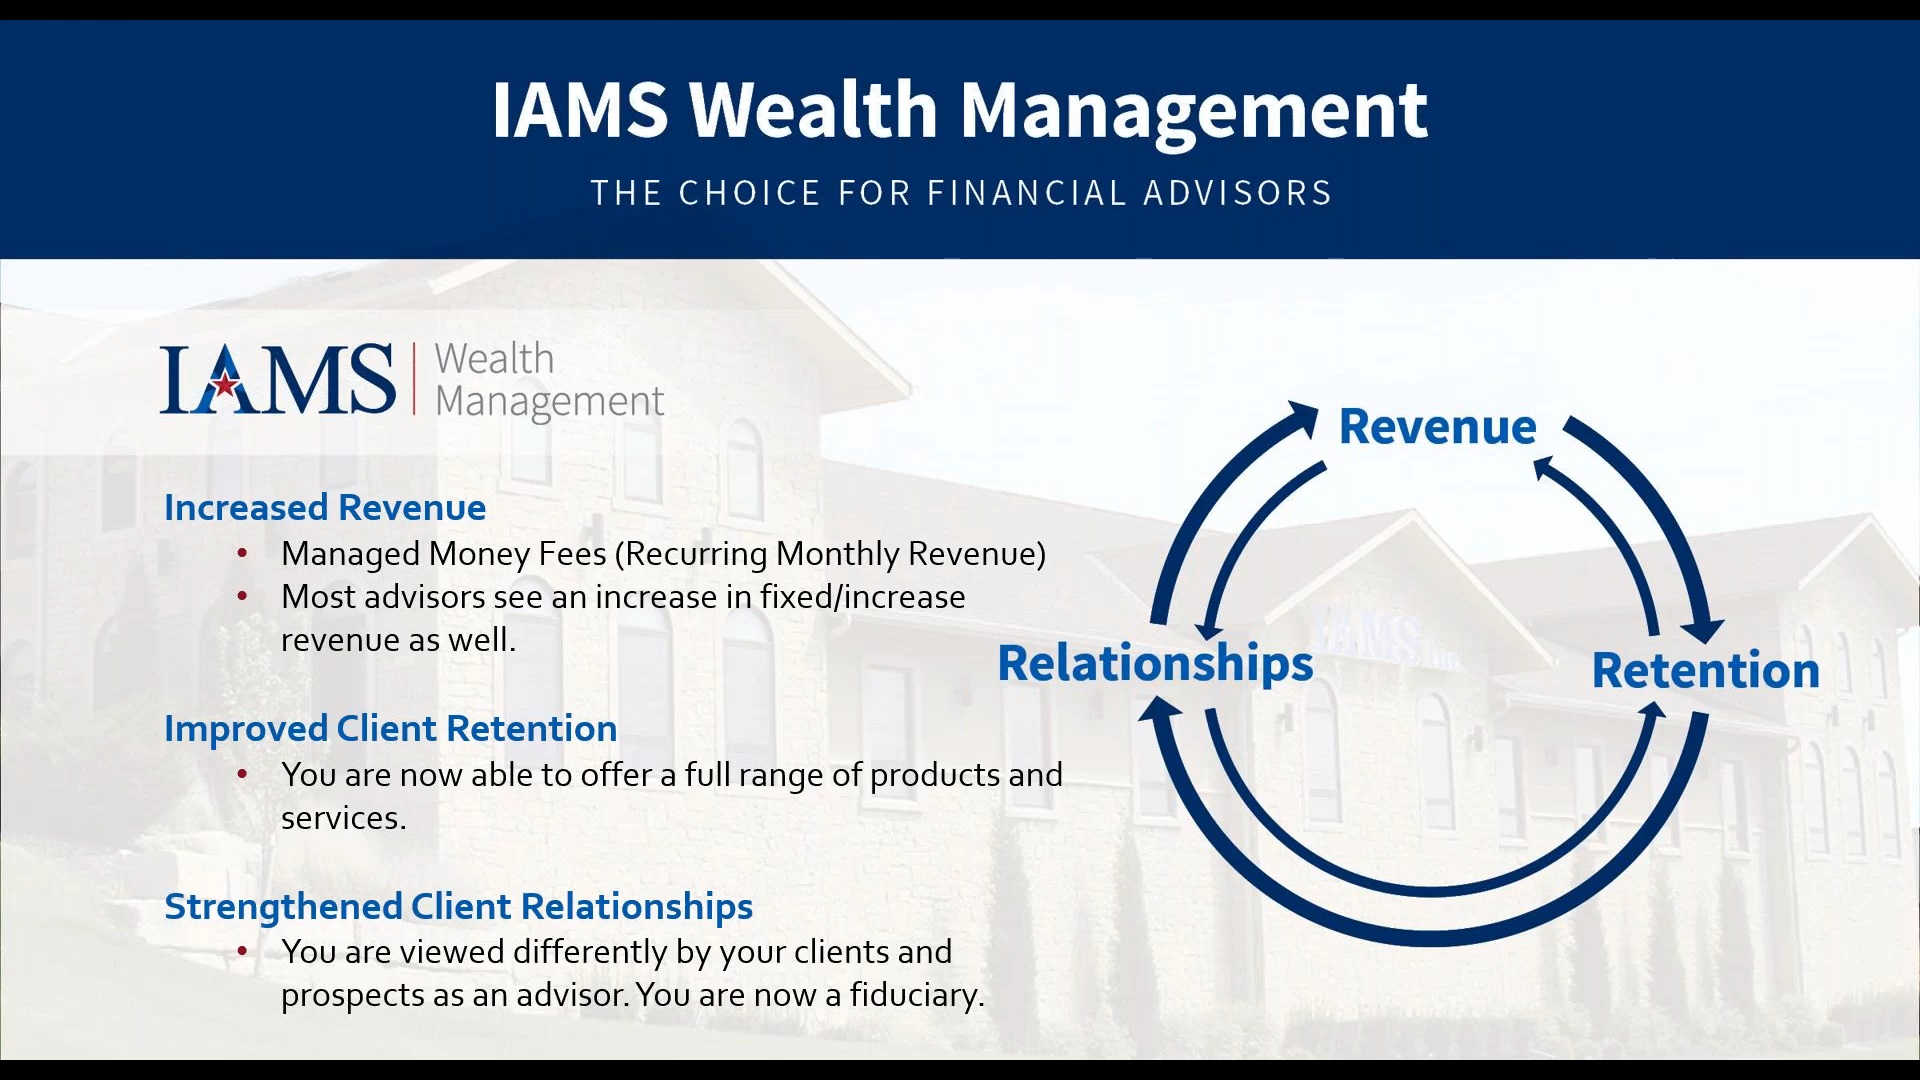 IAMS Wealth Management
THE CHOICE FOR FINANCIAL ADVISORS
IAMS
Wealth
Management
Increased Revenue
• Managed Money Fees (Recurring Monthly Revenue)
• Most advisors see an increase in fixed/increase
revenue as well.
Improved Client Retention
• You are now able to offer a full range of products and
services.
Strengthened Client Relationships
• You are viewed differently by your clients and
prospects as an advisor. You are now a fiduciary.
Revenue
Relationships
Retention
IAMS Inc.